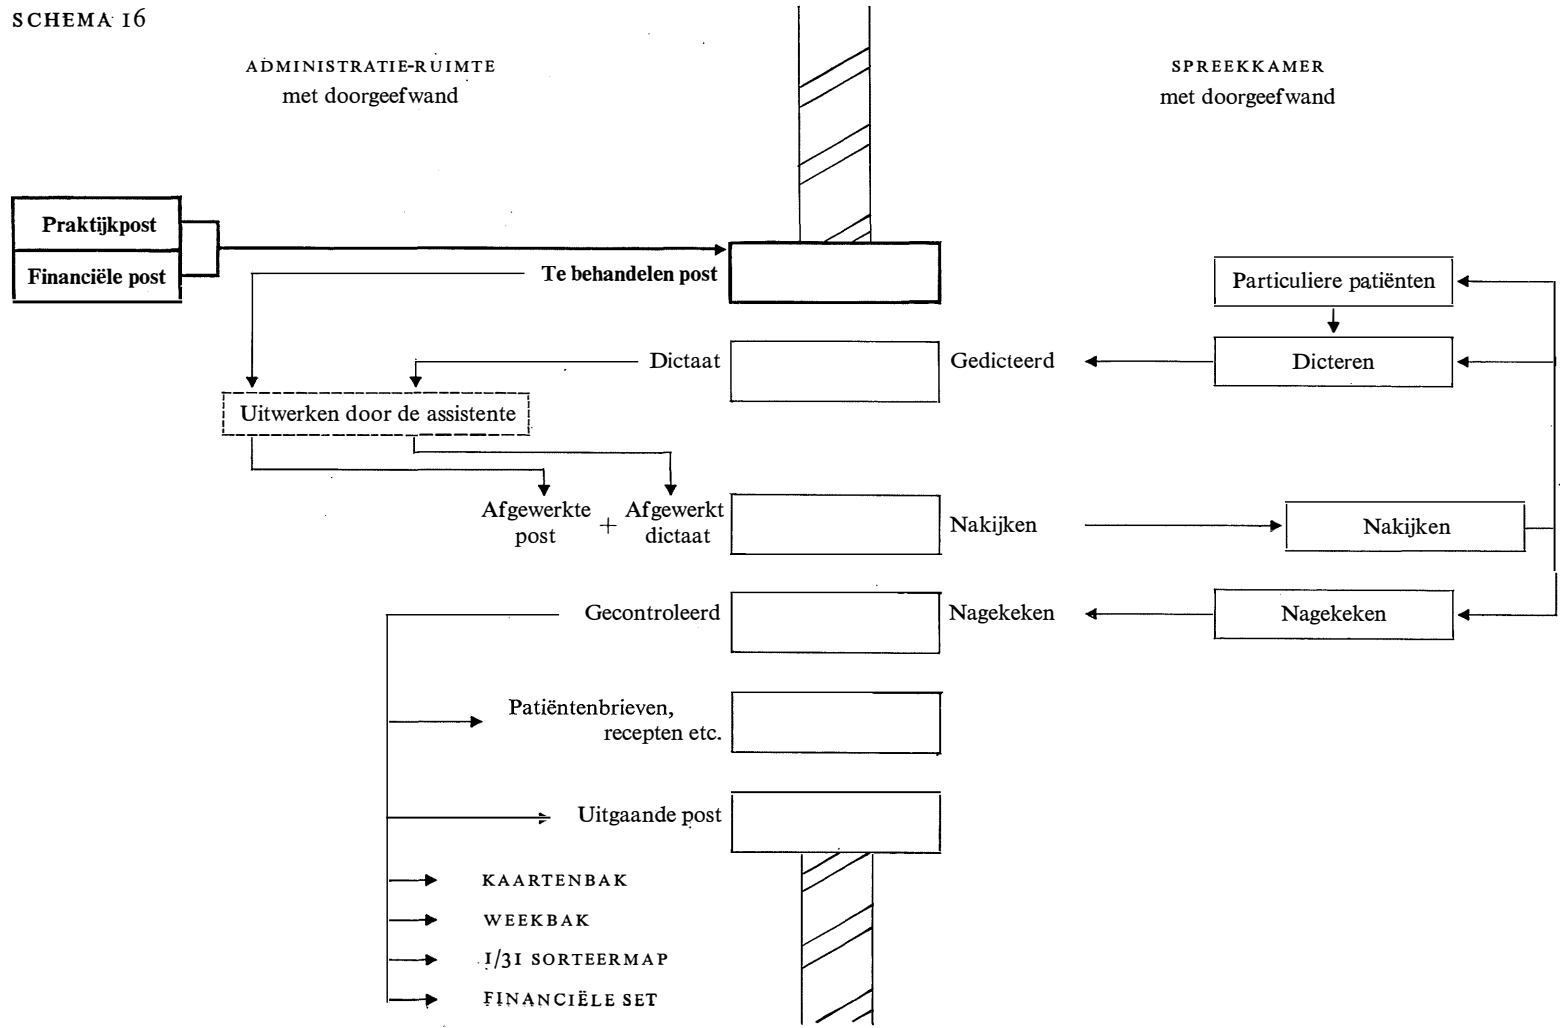 SCHEMA 16
ADMINISTRATIE-RUIMTE
met doorgeefwand
SPREEKKAMER
met doorgeefwand
Praktijkpost
Financiële post
Te behandelen post
Particuliere patiënten
Dictaat
Gedicteerd
Dicteren
Uitwerken door de assistente
Afgewerkte
post
+
Afgewerkt
dictaat
Nakijken
Nakijken
Gecontroleerd
Nagekeken
Nagekeken
Patiëntenbrieven,
recepten etc.
Uitgaande post
KAARTENBAK
WEEKBAK
1/31 SORTEERMAP
FINANCIËLE SET